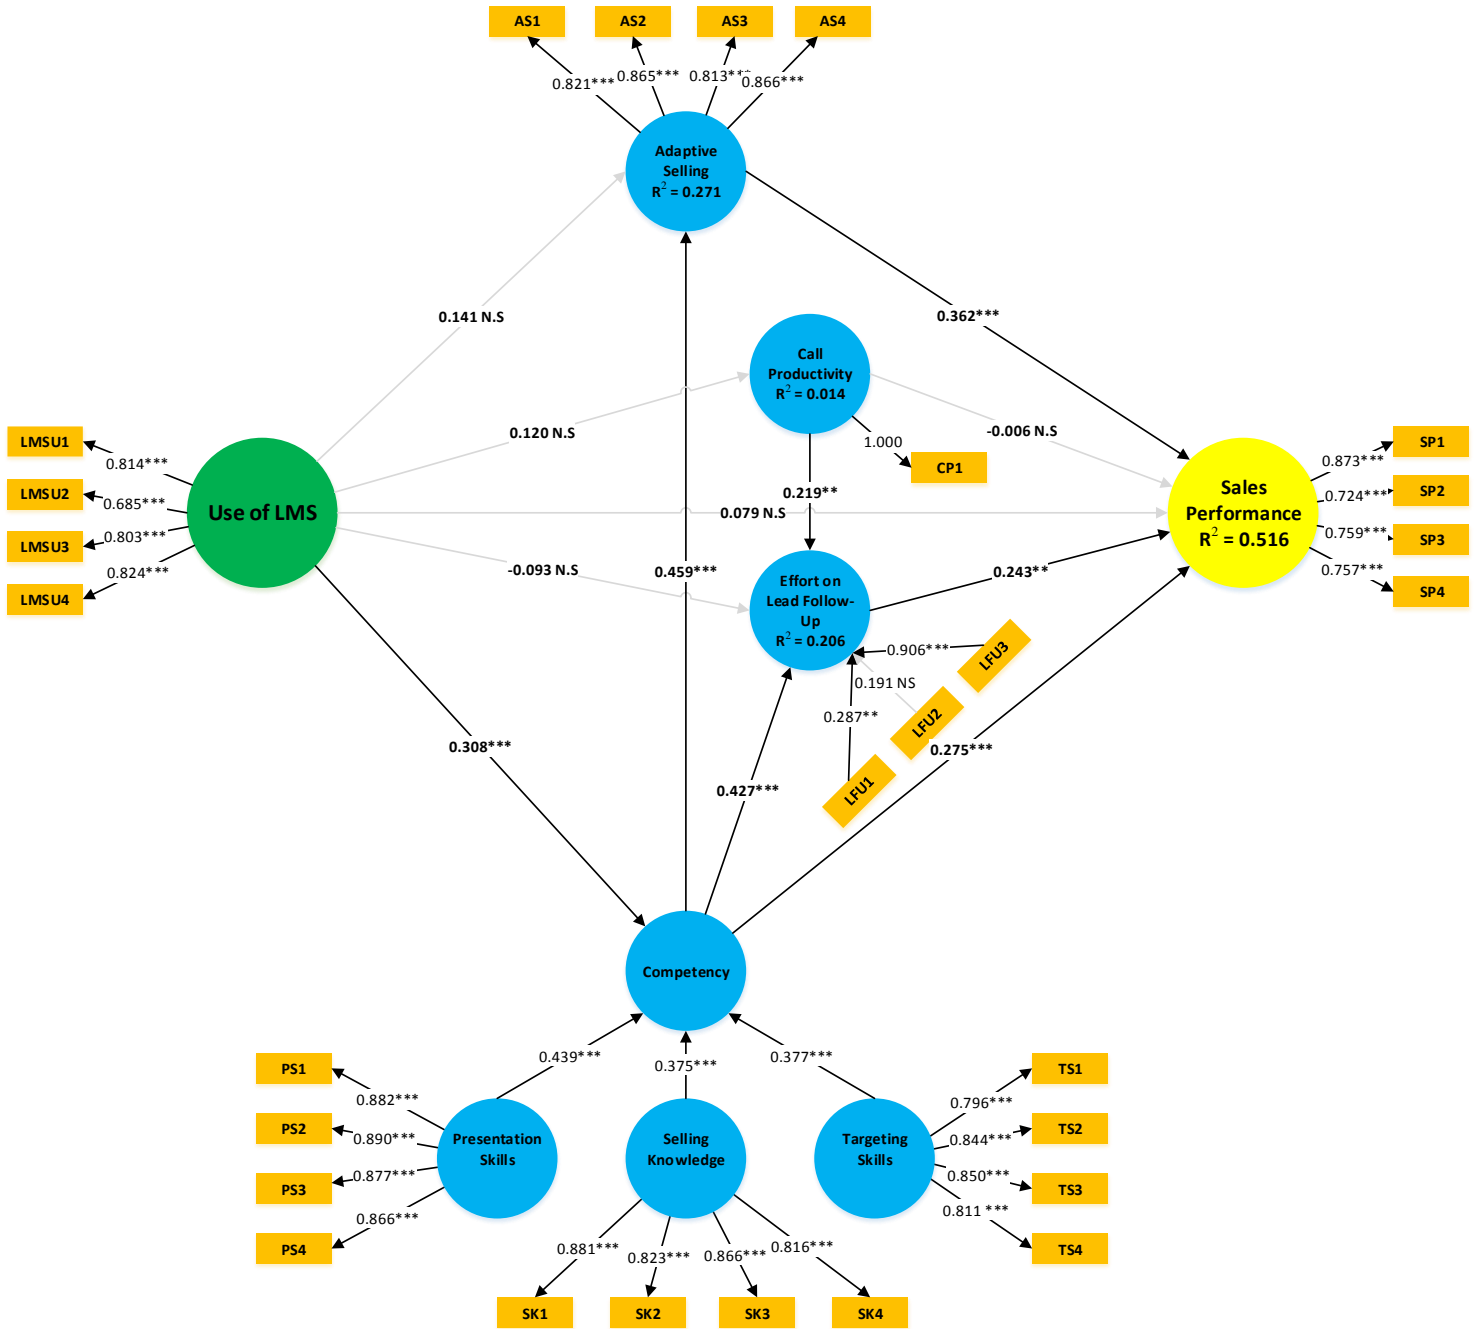 AS1
AS2
AS3
AS4
0.821***
0.865***
0.813***
0.866***
Adaptive
Selling
R² = 0.271
0.141 N.S
0.362***
Call
Productivity
R² = 0.014
0.120 N.S
-0.006 N.S
1.000
CP1
LMSU1
LMSU2
LMSU3
LMSU4
0.814***
0.685***
0.803***
0.824***
Use of LMS
0.219**
0.079 N.S
Sales
Performance
R² = 0.516
0.873***
0.724***
0.759***
0.757***
SP1
SP2
SP3
SP4
-0.093 N.S
0.459***
Effort on
Lead Follow-
Up
R² = 0.206
0.243**
0.906***
0.191 NS
0.287**
LFU3
LFU2
LFU1
0.308***
0.427***
0.275***
Competency
0.439***
0.375***
0.377***
PS1
PS2
PS3
PS4
0.882***
0.890***
0.877***
0.866***
Presentation
Skills
Selling
Knowledge
Targeting
Skills
0.796***
0.844***
0.850***
0.811 ***
TS1
TS2
TS3
TS4
0.881***
0.823***
0.866***
0.816***
SK1
SK2
SK3
SK4